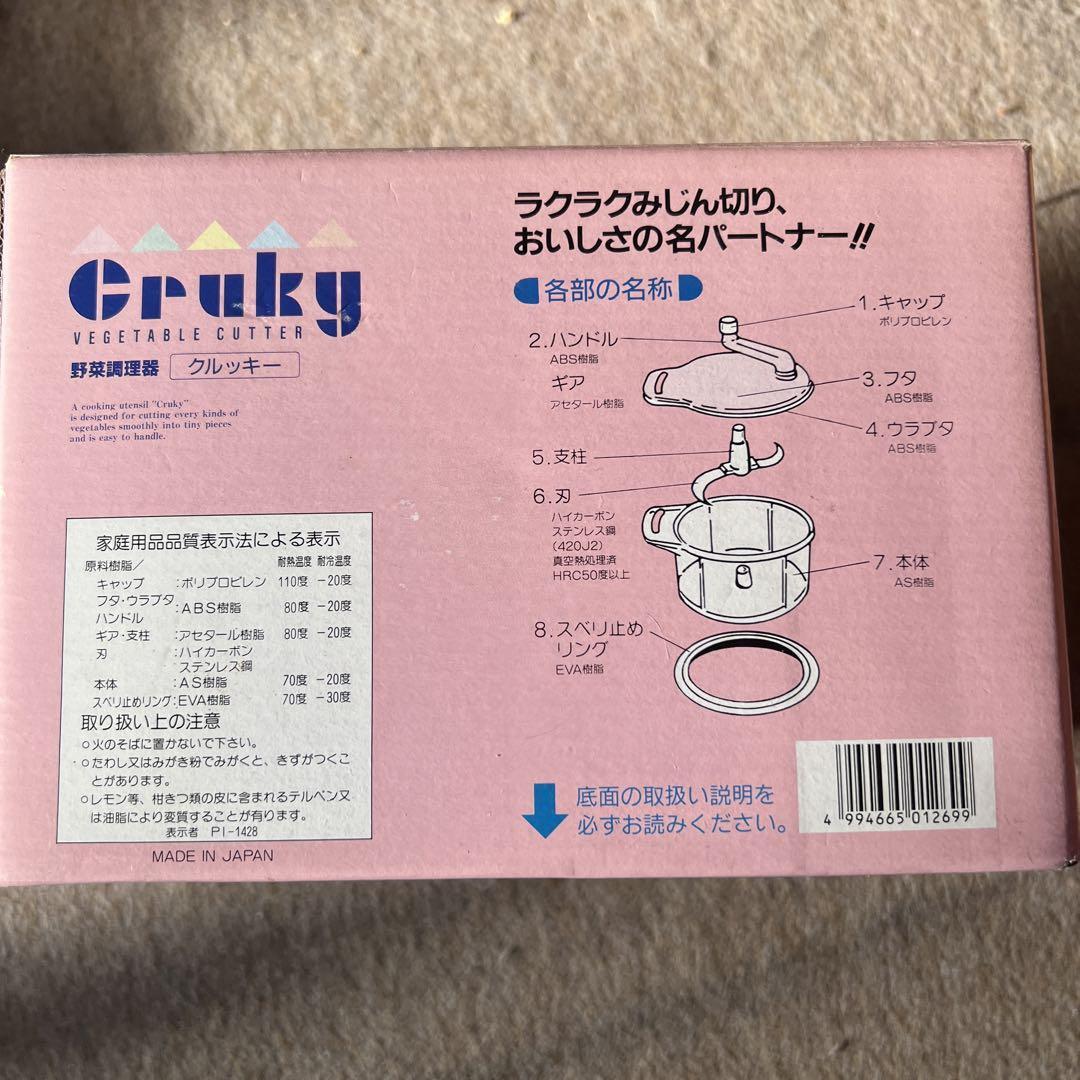 Cruky
VEGETABLE CUTTER
野菜調理器 クルッキー
A cooking utensil "Cruky"
is designed for cutting every kinds of
vegetables smoothly into tiny pieces
and is easy to handle.
家庭用品品質表示法による表示
原料樹脂/ 耐熱温度 耐冷温度
キャップ :ポリプロピレン 110度 -20度
フタ・ウラブタ
ハンドル :ABS樹脂 80度 -20度
ギア・支柱 :アセタール樹脂 80度 -20度
刃 :ハイカーボン
ステンレス鋼
本体 :AS樹脂 70度 -20度
スベリ止めリング:EVA樹脂 70度 -30度
取り扱い上の注意
○火のそばに置かないで下さい。
○たわし又はみがき粉でみがくと、きずがつくこ
とがあります。
○レモン等、柑きつ類の皮に含まれるテルペン又
は油脂により変質することが有ります。
表示者 PI-1428
MADE IN JAPAN
ラクラクみじん切り、
おいしさの名パートナー!!
各部の名称
1.キャップ
ポリプロピレン
2.ハンドル
ABS樹脂
ギア
アセタール樹脂
3.フタ
ABS樹脂
4.ウラブタ
ABS樹脂
5.支柱
6.刃
ハイカーボン
ステンレス鋼
(420J2)
真空熱処理済
HRC50度以上
7.本体
AS樹脂
8.スベリ止め
リング
EVA樹脂
底面の取扱い説明を
必ずお読みください。
4 994665 012699